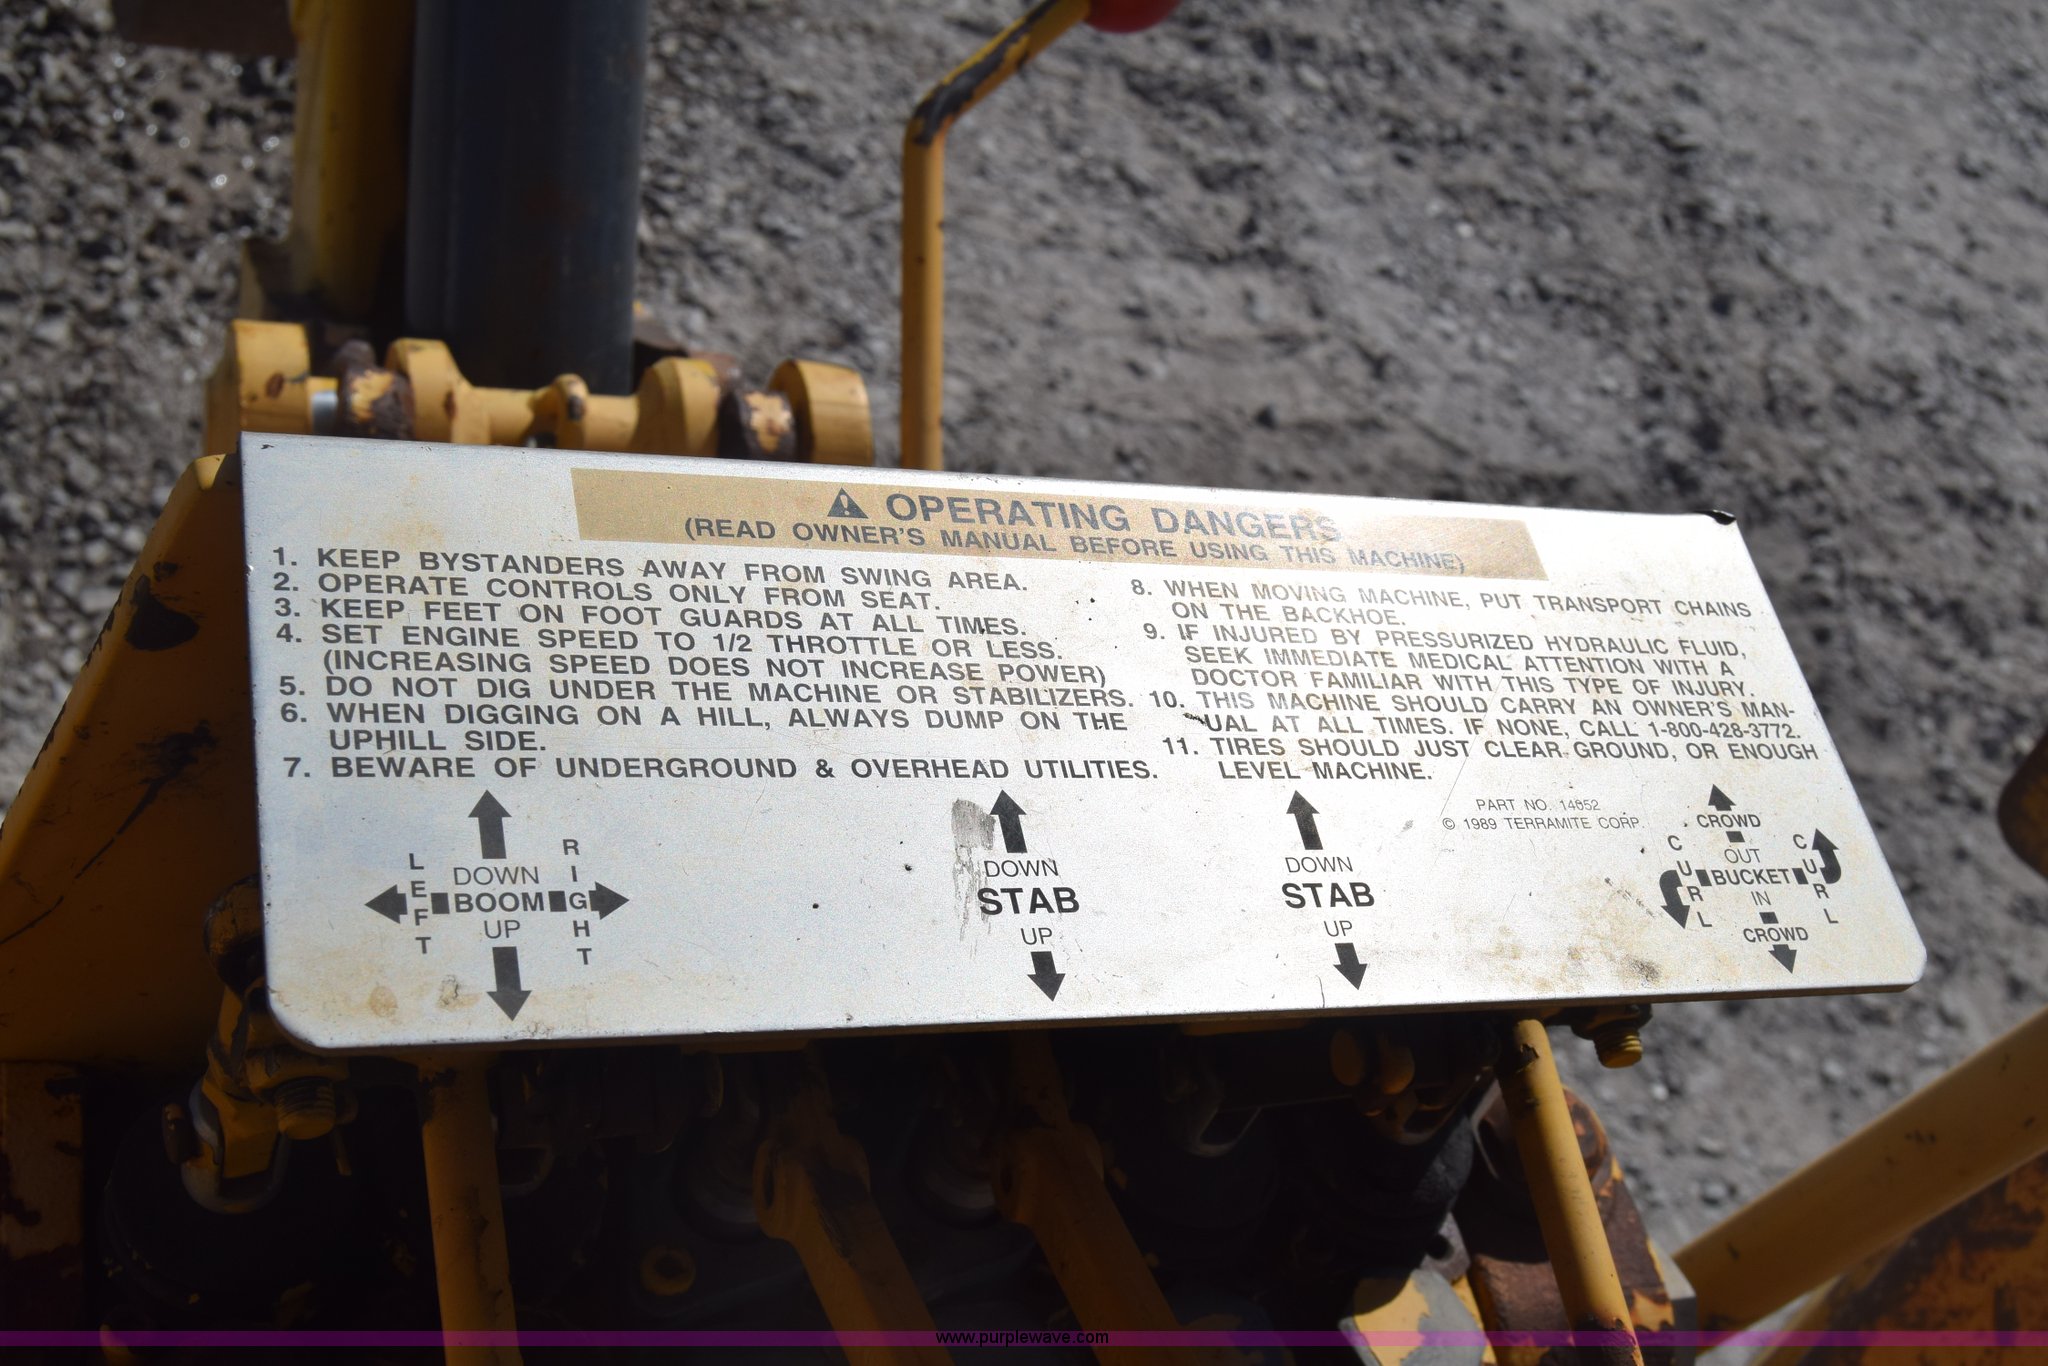 OPERATING DANGERS
(READ OWNER'S MANUAL BEFORE USING THIS MACHINE)
1. KEEP BYSTANDERS AWAY FROM SWING AREA.
2. OPERATE CONTROLS ONLY FROM SEAT.
3. KEEP FEET ON FOOT GUARDS AT ALL TIMES.
4. SET ENGINE SPEED TO 1/2 THROTTLE OR LESS.
(INCREASING SPEED DOES NOT INCREASE POWER)
5. DO NOT DIG UNDER THE MACHINE OR STABILIZERS.
6. WHEN DIGGING ON A HILL, ALWAYS DUMP ON THE
UPHILL SIDE.
7. BEWARE OF UNDERGROUND & OVERHEAD UTILITIES.
8. WHEN MOVING MACHINE, PUT TRANSPORT CHAINS
ON THE BACKHOE.
9. IF INJURED BY PRESSURIZED HYDRAULIC FLUID,
SEEK IMMEDIATE MEDICAL ATTENTION WITH A
DOCTOR FAMILIAR WITH THIS TYPE OF INJURY.
10. THIS MACHINE SHOULD CARRY AN OWNER'S MAN-
UAL AT ALL TIMES. IF NONE, CALL 1-800-428-3772.
11. TIRES SHOULD JUST CLEAR GROUND, OR ENOUGH
LEVEL MACHINE.
PART NO. 14852
© 1989 TERRAMITE CORP.
LEFT
DOWN
BOOM
UP
RIGHT
DOWN
STAB
UP
DOWN
STAB
UP
CROWD
OUT
CURL
BUCKET
CURL
IN
CROWD
www.purplewave.com